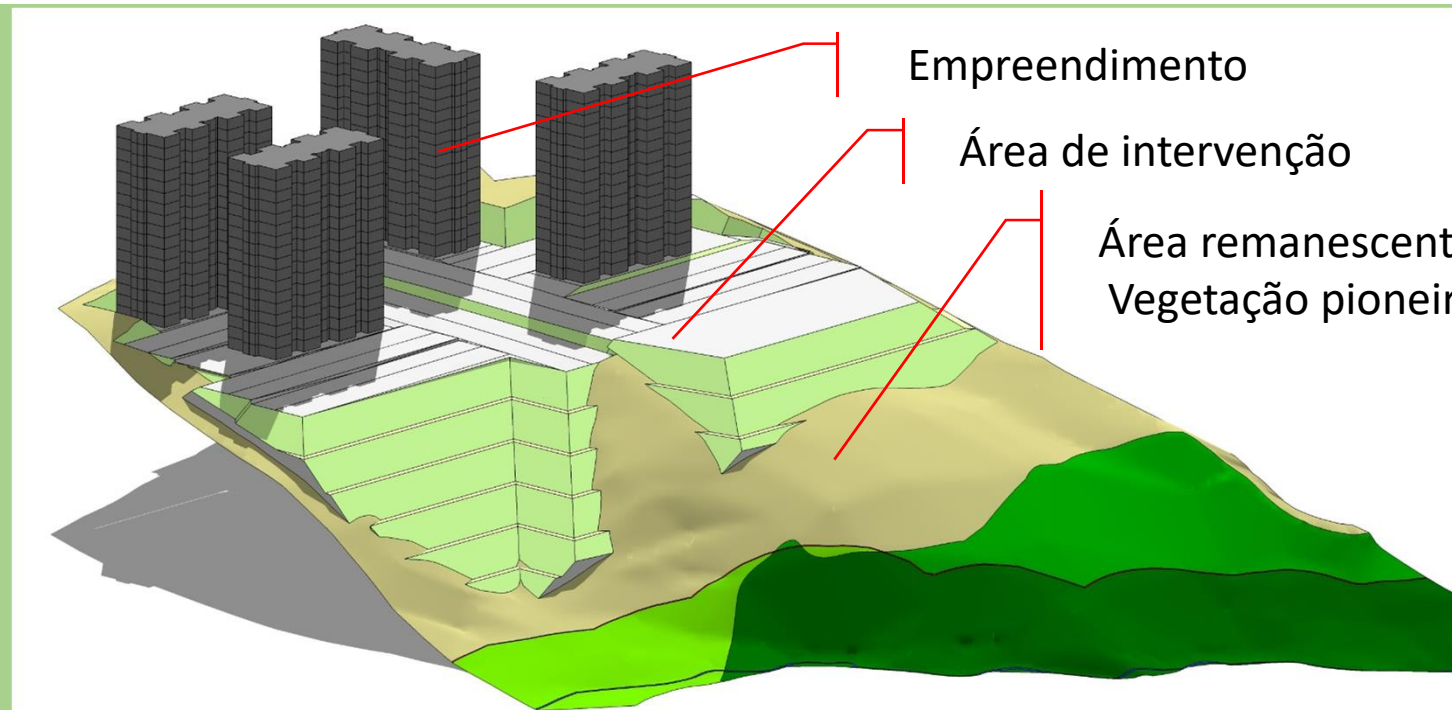 Empreendimento
Área de intervenção
Área remanescent
Vegetação pioneir